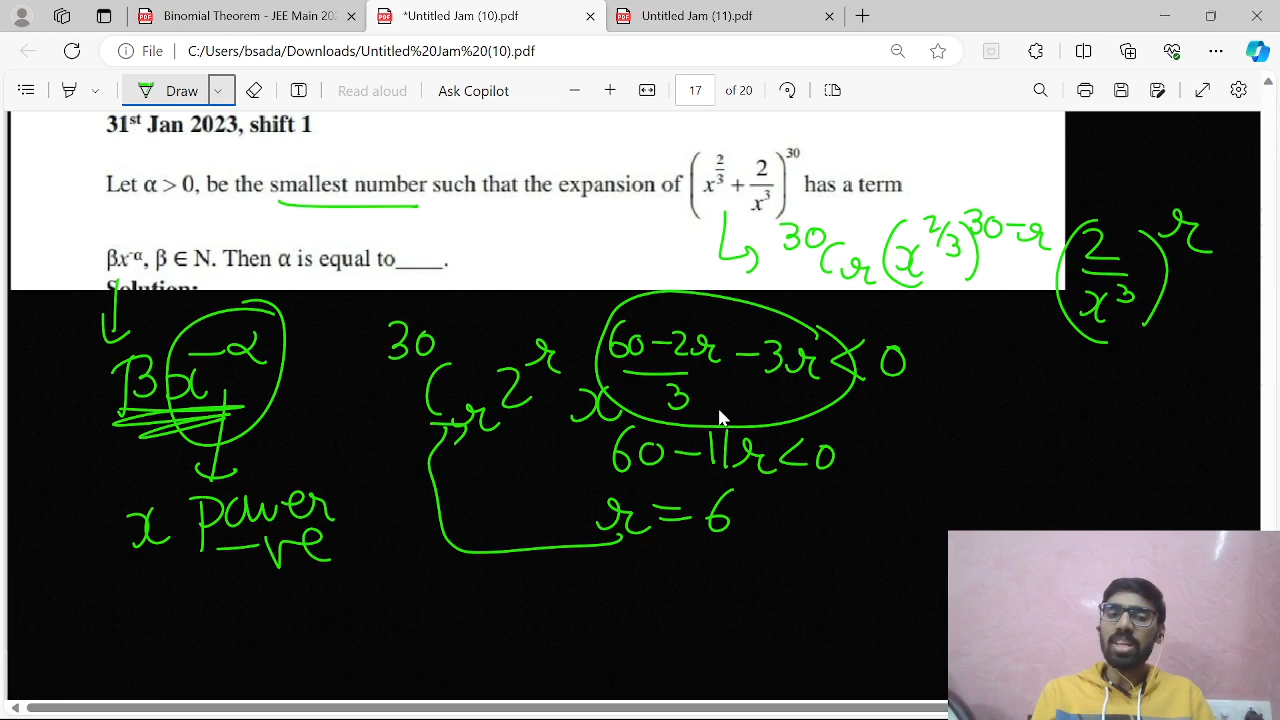 Binomial Theorem - JEE Main 202
*Untitled Jam (10).pdf
Untitled Jam (11).pdf
File C:/Users/bsada/Downloads/Untitled%20Jam%20(10).pdf
Draw Read aloud Ask Copilot 17 of 20
31st Jan 2023, shift 1
Let α > 0, be the smallest number such that the expansion of (x^(2/3) + 2/x^3)^30 has a term
βx^-α, β ∈ N. Then α is equal to____.
Solution:
30Cr (x^2/3)^30-r (2/x^3)^r
βx^-α
30Cr 2^r x^(60-2r)/3 - 3r < 0
60-11r<0
r=6
x power
-ve